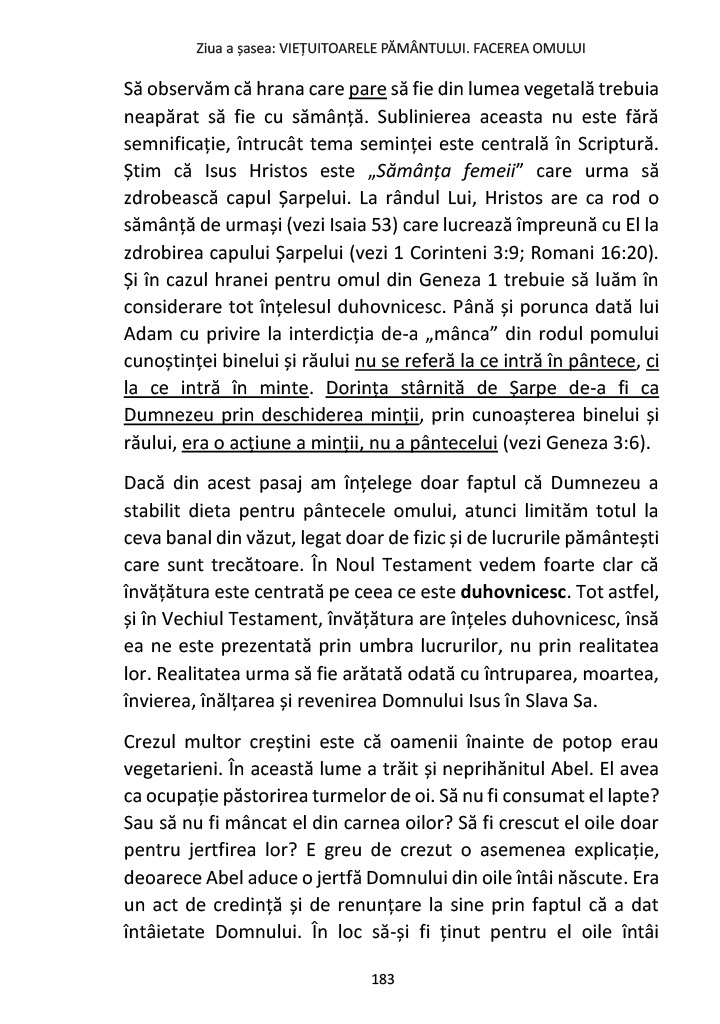 Ziua a șasea: VIEȚUITOARELE PĂMÂNTULUI. FACEREA OMULUI
Să observăm că hrana care pare să fie din lumea vegetală trebuia
neapărat să fie cu sămânță. Sublinierea aceasta nu este fără
semnificație, întrucât tema seminței este centrală în Scriptură.
Știm că Isus Hristos este „Sămânța femeii” care urma să
zdrobească capul Șarpelui. La rândul Lui, Hristos are ca rod o
sămânță de urmași (vezi Isaia 53) care lucrează împreună cu El la
zdrobirea capului Șarpelui (vezi 1 Corinteni 3:9; Romani 16:20).
Și în cazul hranei pentru omul din Geneza 1 trebuie să luăm în
considerare tot înțelesul duhovnicesc. Până și porunca dată lui
Adam cu privire la interdicția de-a „mânca” din rodul pomului
cunoștinței binelui și răului nu se referă la ce intră în pântece, ci
la ce intră în minte. Dorința stârnită de Șarpe de-a fi ca
Dumnezeu prin deschiderea minții, prin cunoașterea binelui și
răului, era o acțiune a minții, nu a pântecelui (vezi Geneza 3:6).
Dacă din acest pasaj am înțelege doar faptul că Dumnezeu a
stabilit dieta pentru pântecele omului, atunci limităm totul la
ceva banal din văzut, legat doar de fizic și de lucrurile pământești
care sunt trecătoare. În Noul Testament vedem foarte clar că
învățătura este centrată pe ceea ce este duhovnicesc. Tot astfel,
și în Vechiul Testament, învățătura are înțeles duhovnicesc, însă
ea ne este prezentată prin umbra lucrurilor, nu prin realitatea
lor. Realitatea urma să fie arătată odată cu întruparea, moartea,
învierea, înălțarea și revenirea Domnului Isus în Slava Sa.
Crezul multor creștini este că oamenii înainte de potop erau
vegetarieni. În această lume a trăit și neprihănitul Abel. El avea
ca ocupație păstorirea turmelor de oi. Să nu fi consumat el lapte?
Sau să nu fi mâncat el din carnea oilor? Să fi crescut el oile doar
pentru jertfirea lor? E greu de crezut o asemenea explicație,
deoarece Abel aduce o jertfă Domnului din oile întâi născute. Era
un act de credință și de renunțare la sine prin faptul că a dat
întâietate Domnului. În loc să-și fi ținut pentru el oile întâi
183